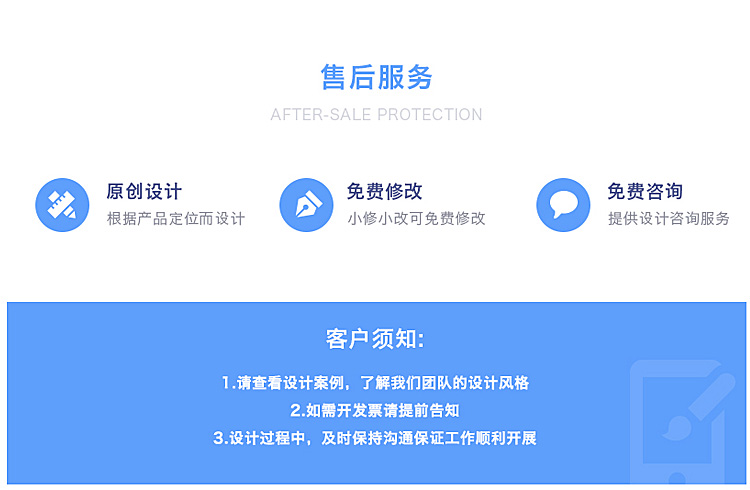 售后服务
AFTER-SALE PROTECTION
原创设计
根据产品定位而设计
免费修改
小修小改可免费修改
免费咨询
提供设计咨询服务
客户须知:
1.请查看设计案例，了解我们团队的设计风格
2.如需开发票请提前告知
3.设计过程中，及时保持沟通保证工作顺利开展